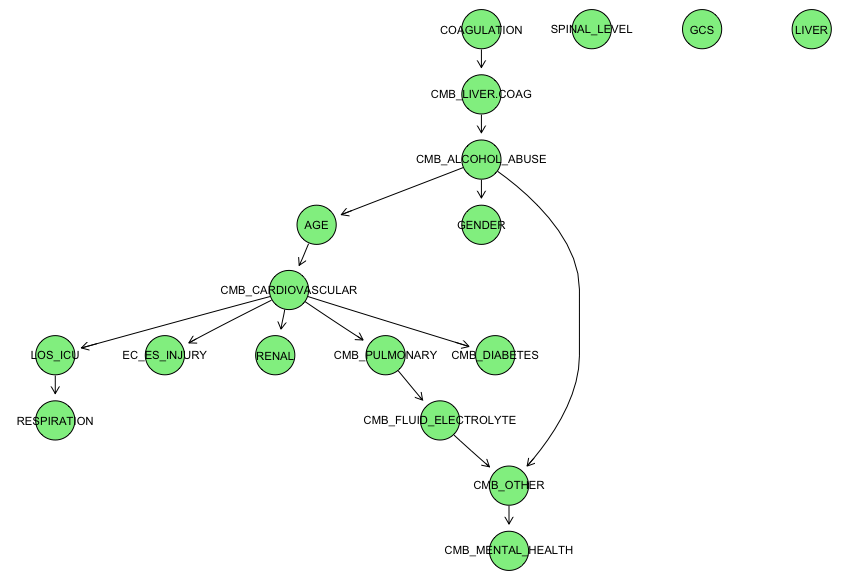 COAGULATION
SPINAL_LEVEL
GCS
LIVER
CMB_LIVER.COAG
CMB_ALCOHOL_ABUSE
AGE
GENDER
CMB_CARDIOVASCULAR
LOS_ICU
EC_ES_INJURY
RENAL
CMB_PULMONARY
CMB_DIABETES
RESPIRATION
CMB_FLUID_ELECTROLYTE
CMB_OTHER
CMB_MENTAL_HEALTH